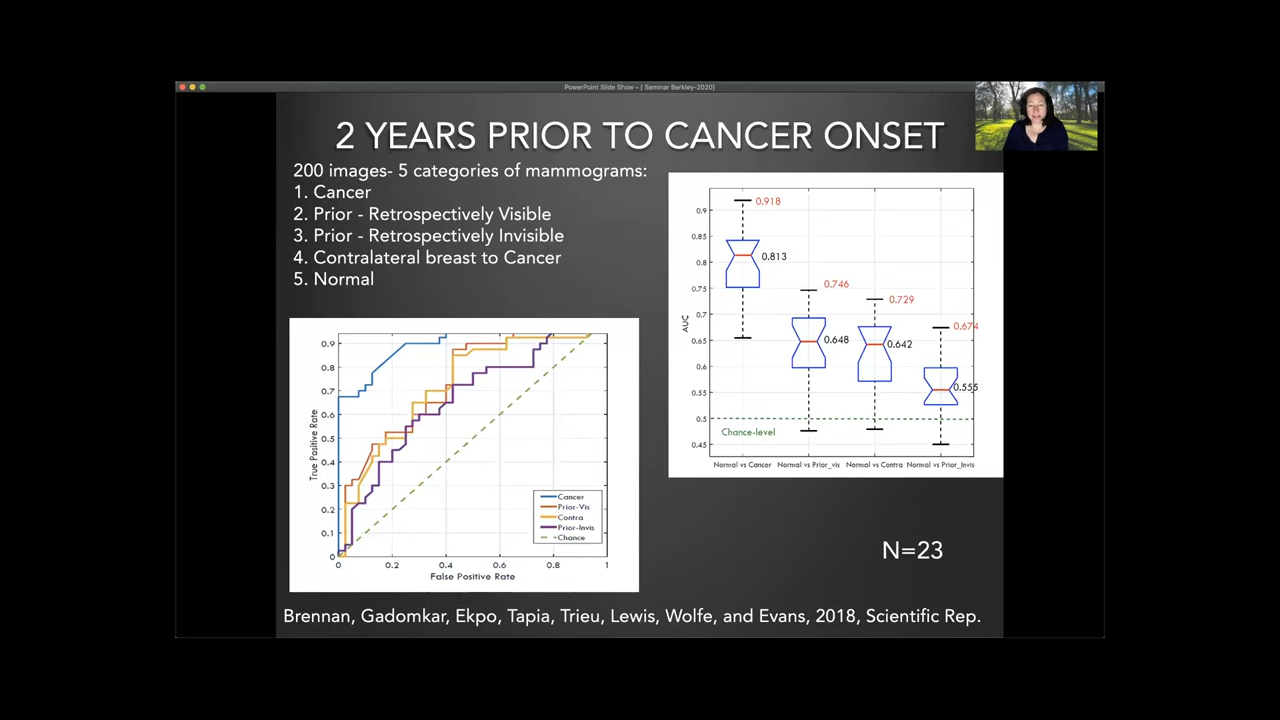 PowerPoint Slide Show – [ Seminar Berkley-2020]
2 YEARS PRIOR TO CANCER ONSET
200 images- 5 categories of mammograms:
1. Cancer
2. Prior - Retrospectively Visible
3. Prior - Retrospectively Invisible
4. Contralateral breast to Cancer
5. Normal
True Positive Rate
0.9
0.8
0.7
0.6
0.5
0.4
0.3
0.2
0.1
0
0 0.2 0.4 0.6 0.8 1
False Positive Rate
Cancer
Prior-Vis
Contra
Prior-Invis
Chance
AUC
0.9
0.85
0.8
0.75
0.7
0.65
0.6
0.55
0.5
0.45
0.918
0.813
0.746
0.648
0.729
0.642
0.674
0.555
Chance-level
Normal vs Cancer Normal vs Prior_vis Normal vs Contra Normal vs Prior_Invis
N=23
Brennan, Gadomkar, Ekpo, Tapia, Trieu, Lewis, Wolfe, and Evans, 2018, Scientific Rep.